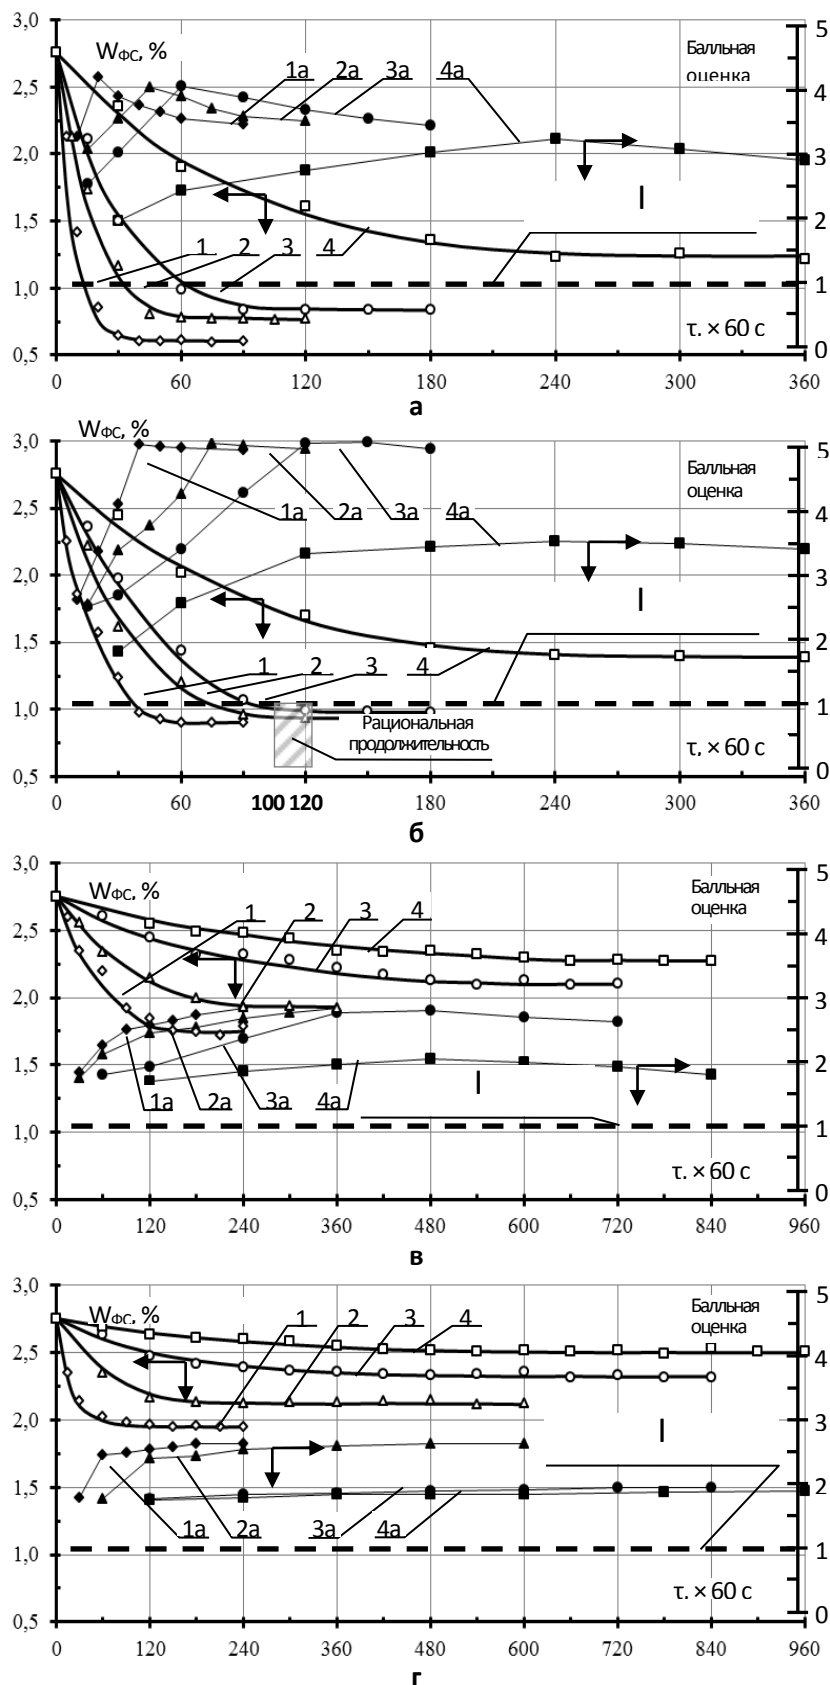 3,0
W_ФС, %
Балльная
оценка
5
2,5
1а 2а 3а 4а
4
2,0
3
I
1,5
2
1 2 3 4
1,0
1
τ. × 60 с
0,5
0
0 60 120 180 240 300 360
а
3,0
W_ФС, %
Балльная
оценка
5
2,5
1а 2а 3а 4а
4
2,0
3
I
1,5
2
1 2 3 4
1,0
1
Рациональная
продолжительность
τ. × 60 с
0,5
0
0 60 100 120 180 240 300 360
б
3,0
W_ФС, %
Балльная
оценка
5
2,5
1 2 3 4
4
2,0
3
1,5
2
1а 2а 3а 4а
I
1,0
1
τ. × 60 с
0,5
0
0 120 240 360 480 600 720 840 960
в
3,0
W_ФС, %
Балльная
оценка
5
1 2 3 4
2,5
4
2,0
3
I
1,5
2
1а 2а 3а 4а
1,0
1
τ. × 60 с
0,5
0
0 120 240 360 480 600 720 840 960
г